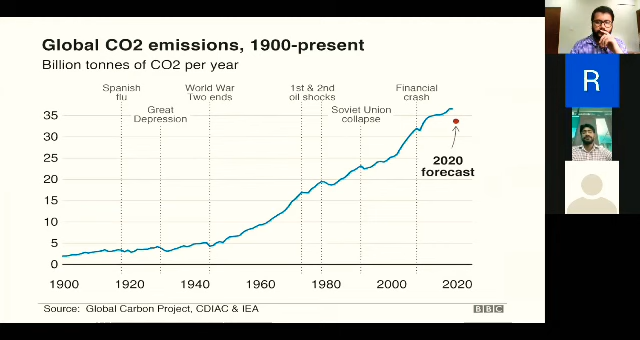 Global CO2 emissions, 1900-present
Billion tonnes of CO2 per year
Spanish
flu
Great
Depression
World War
Two ends
1st & 2nd
oil shocks
Soviet Union
collapse
Financial
crash
35
30
25
20
15
10
5
0
2020
forecast
1900
1920
1940
1960
1980
2000
2020
Source: Global Carbon Project, CDIAC & IEA
BBC
R